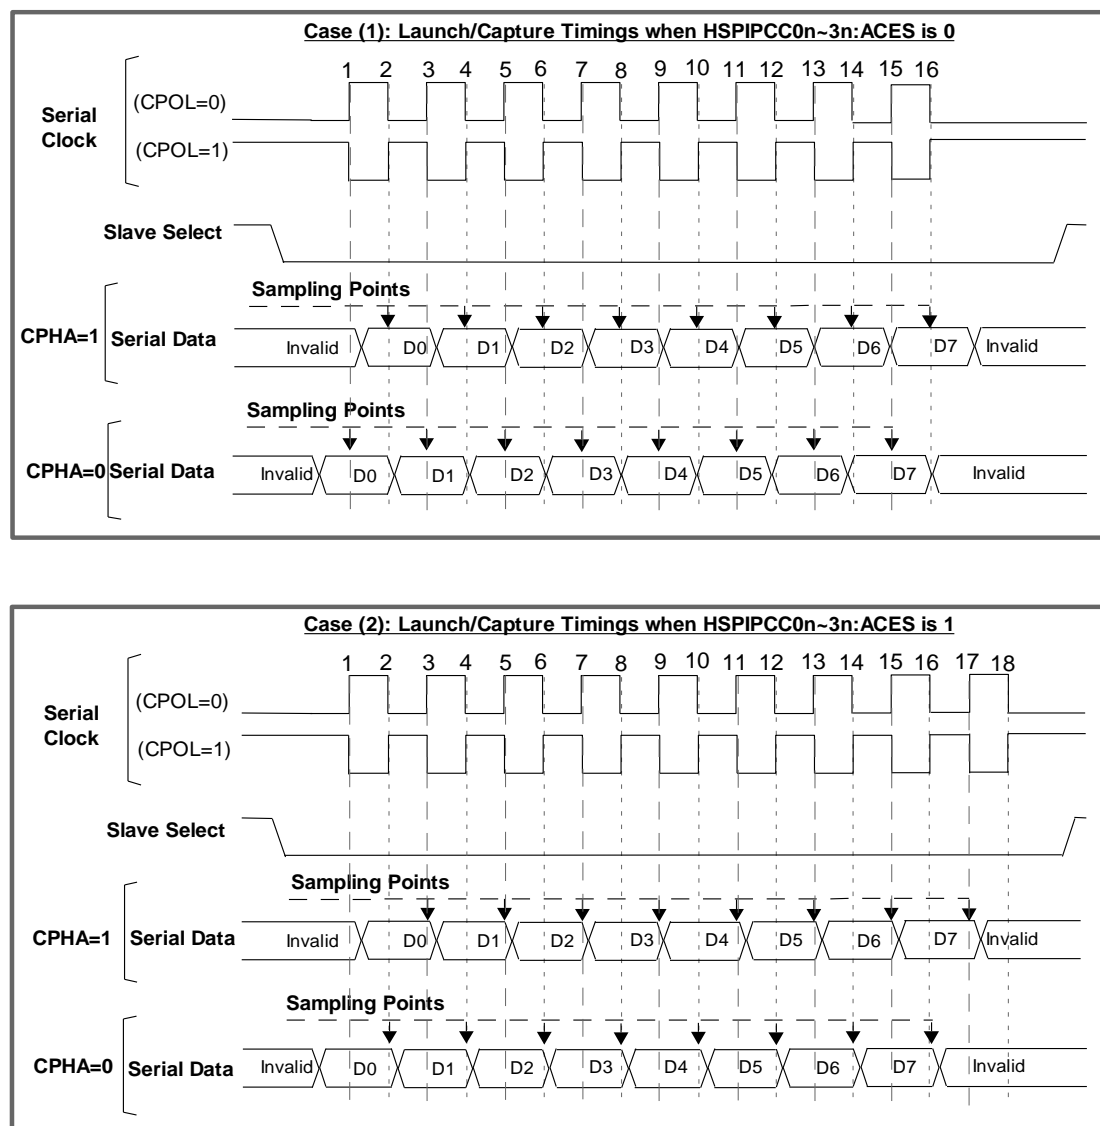 Case (1): Launch/Capture Timings when HSPIPCC0n~3n:ACES is 0
1 2 3 4 5 6 7 8 9 10 11 12 13 14 15 16
(CPOL=0)
Serial
Clock
(CPOL=1)
Slave Select
Sampling Points
CPHA=1 Serial Data Invalid D0 D1 D2 D3 D4 D5 D6 D7 Invalid
Sampling Points
CPHA=0 Serial Data Invalid D0 D1 D2 D3 D4 D5 D6 D7 Invalid
Case (2): Launch/Capture Timings when HSPIPCC0n~3n:ACES is 1
1 2 3 4 5 6 7 8 9 10 11 12 13 14 15 16 17 18
(CPOL=0)
Serial
Clock
(CPOL=1)
Slave Select
Sampling Points
CPHA=1 Serial Data Invalid D0 D1 D2 D3 D4 D5 D6 D7 Invalid
Sampling Points
CPHA=0 Serial Data Invalid D0 D1 D2 D3 D4 D5 D6 D7 Invalid